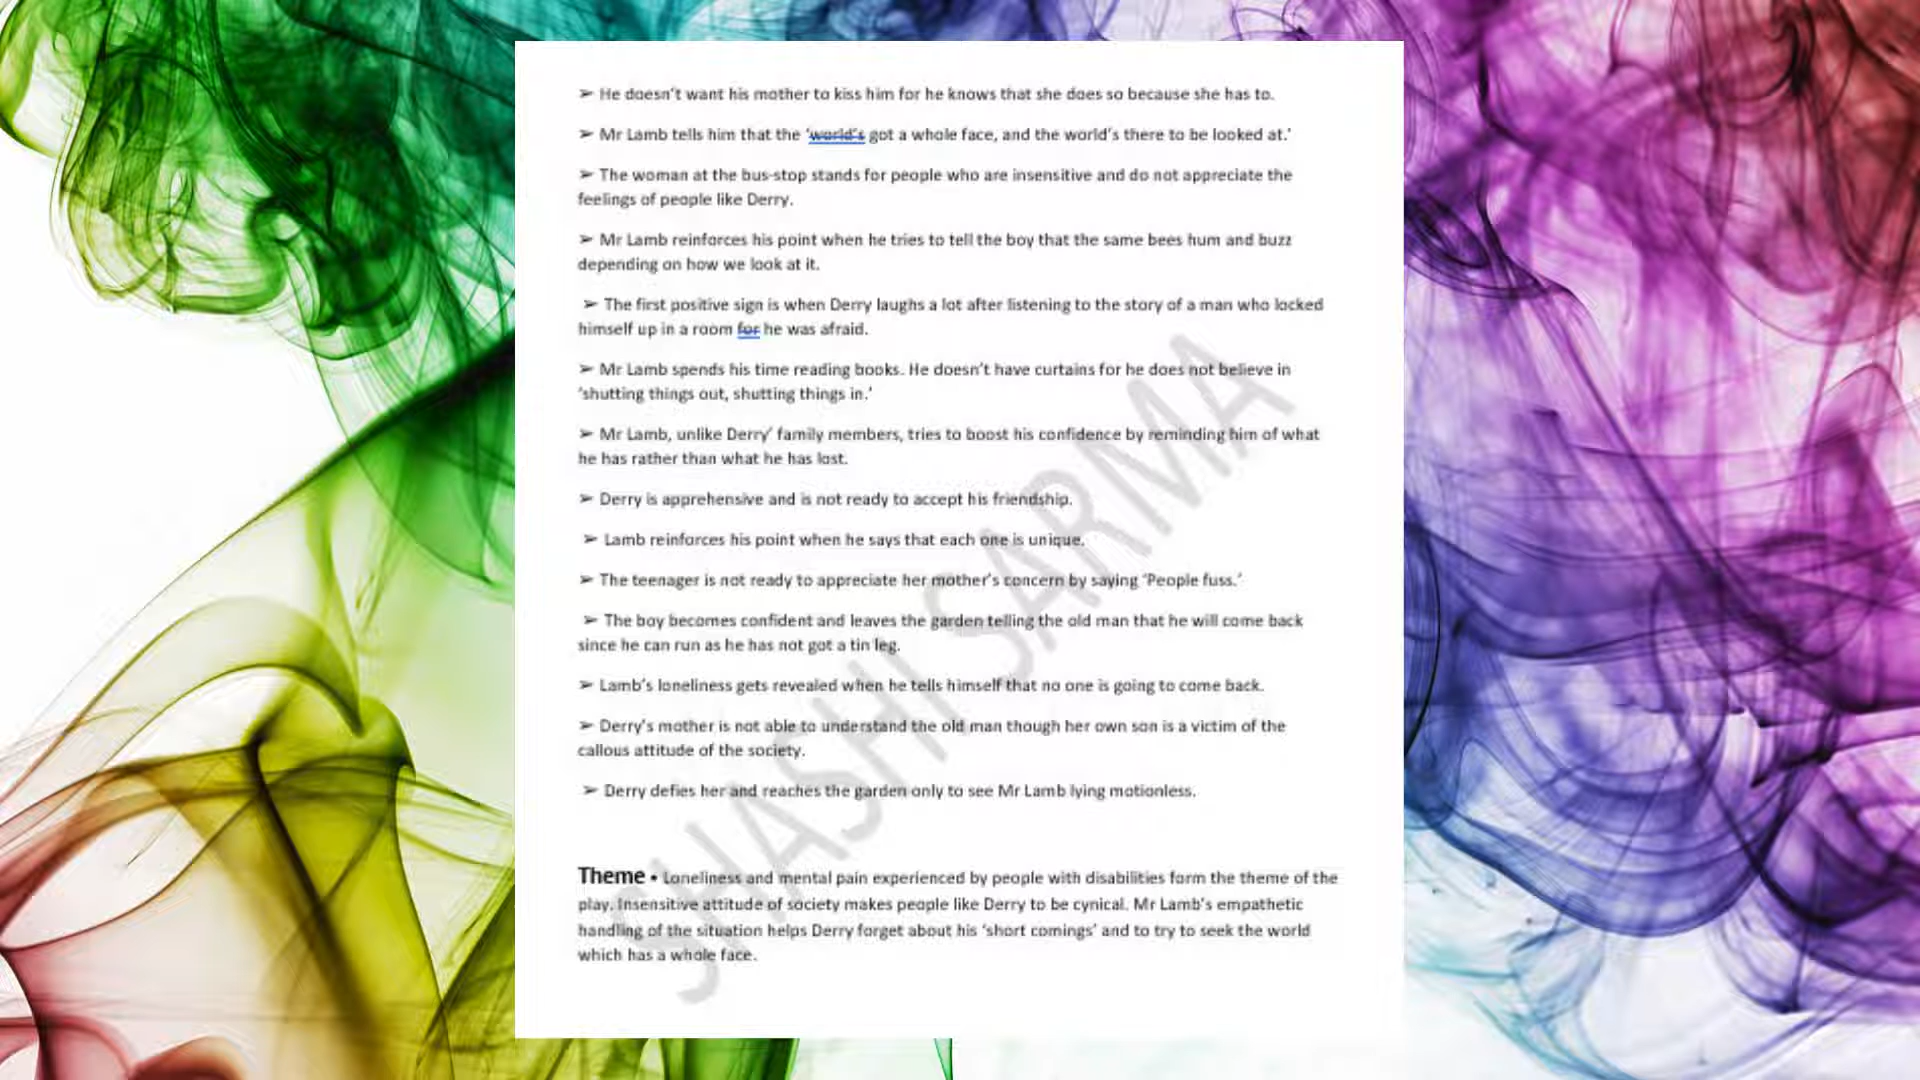 ➢ He doesn't want his mother to kiss him for he knows that she does so because she has to.
➢ Mr Lamb tells him that the 'world's got a whole face, and the world's there to be looked at.'
➢ The woman at the bus-stop stands for people who are insensitive and do not appreciate the
feelings of people like Derry.
➢ Mr Lamb reinforces his point when he tries to tell the boy that the same bees hum and buzz
depending on how we look at it.
➢ The first positive sign is when Derry laughs a lot after listening to the story of a man who locked
himself up in a room for he was afraid.
➢ Mr Lamb spends his time reading books. He doesn't have curtains for he does not believe in
'shutting things out, shutting things in.'
➢ Mr Lamb, unlike Derry' family members, tries to boost his confidence by reminding him of what
he has rather than what he has lost.
➢ Derry is apprehensive and is not ready to accept his friendship.
➢ Lamb reinforces his point when he says that each one is unique.
➢ The teenager is not ready to appreciate her mother's concern by saying 'People fuss.'
➢ The boy becomes confident and leaves the garden telling the old man that he will come back
since he can run as he has not got a tin leg.
➢ Lamb's loneliness gets revealed when he tells himself that no one is going to come back.
➢ Derry's mother is not able to understand the old man though her own son is a victim of the
callous attitude of the society.
➢ Derry defies her and reaches the garden only to see Mr Lamb lying motionless.
Theme • Loneliness and mental pain experienced by people with disabilities form the theme of the
play. Insensitive attitude of society makes people like Derry to be cynical. Mr Lamb's empathetic
handling of the situation helps Derry forget about his 'short comings' and to try to seek the world
which has a whole face.
SHASHI SARMA